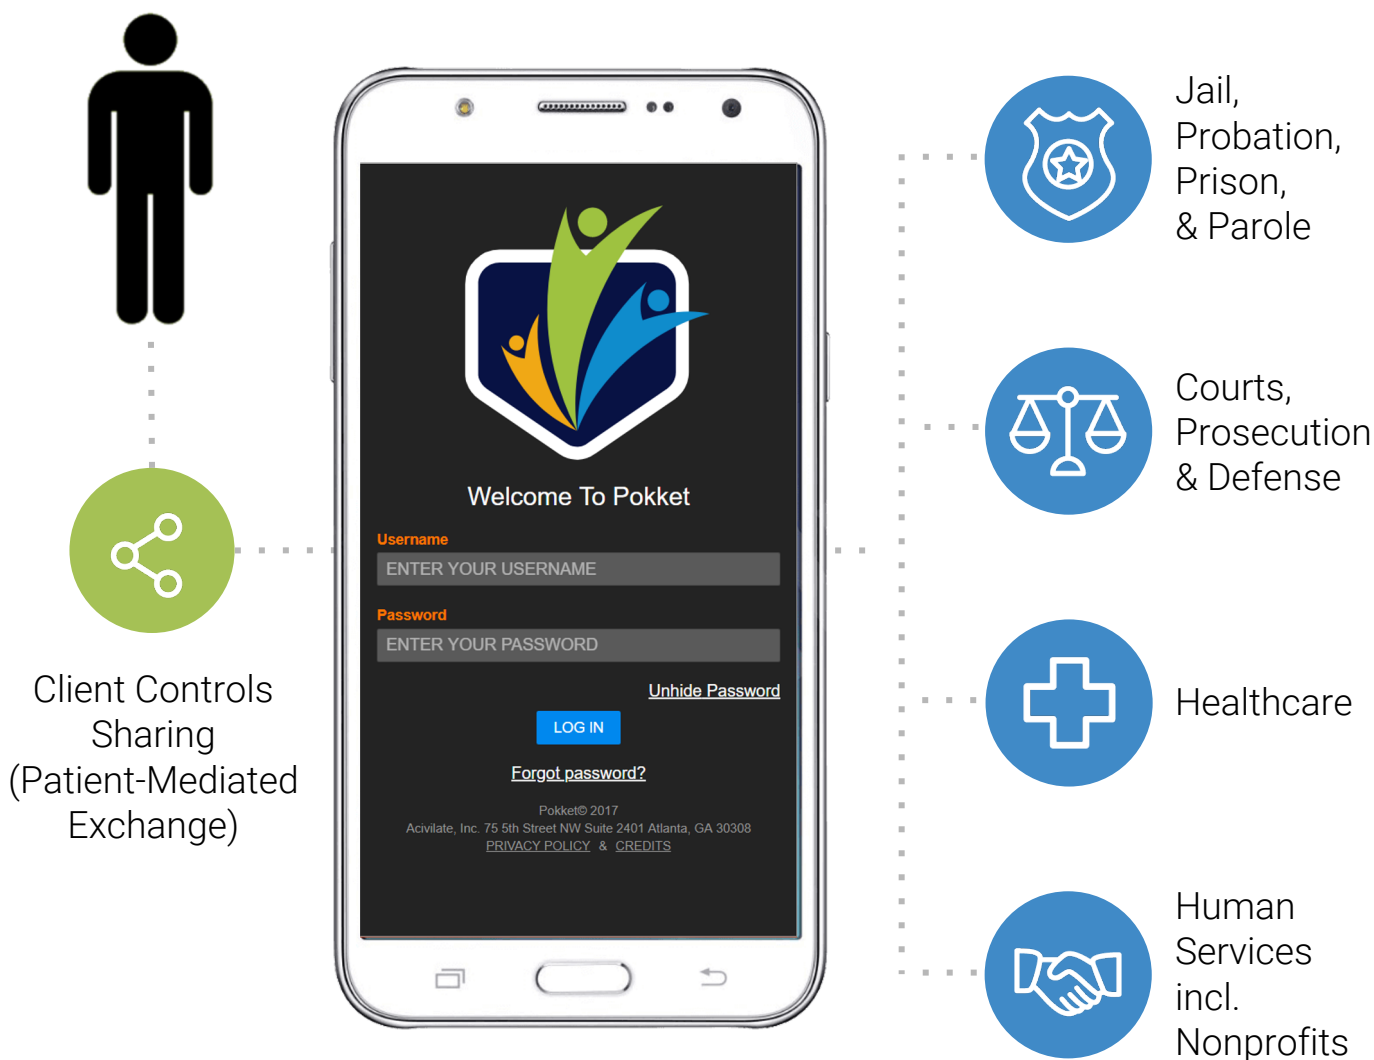 Client Controls
Sharing
(Patient-Mediated
Exchange)
Welcome To Pokket
Username
ENTER YOUR USERNAME
Password
ENTER YOUR PASSWORD
Unhide Password
LOG IN
Forgot password?
Pokket© 2017
Acivilate, Inc. 75 5th Street NW Suite 2401 Atlanta, GA 30308
PRIVACY POLICY & CREDITS
Jail,
Probation,
Prison,
& Parole
Courts,
Prosecution
& Defense
Healthcare
Human
Services
incl.
Nonprofits